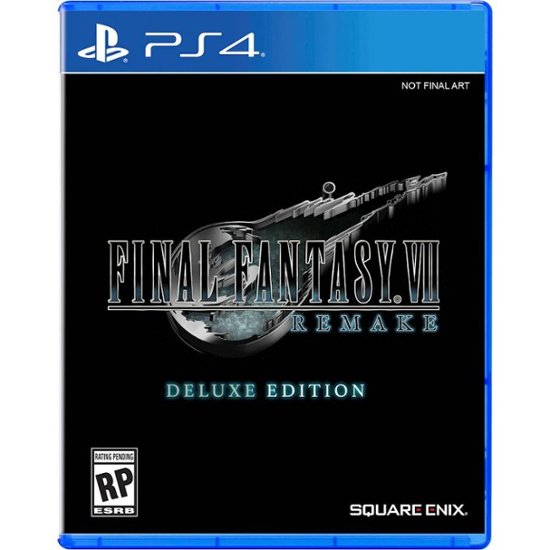 PS4
NOT FINAL ART
FINAL FANTASY. VII
REMAKE
DELUXE EDITION
RATING PENDING
RP
ESRB
SQUARE ENIX.